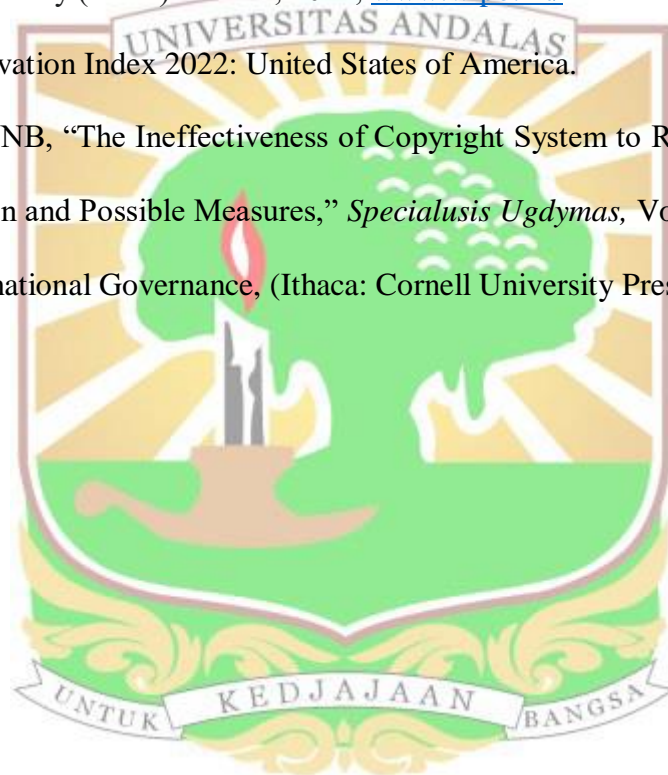 UNIVERSITAS ANDALAS
vation Index 2022: United States of America.
NB, “The Ineffectiveness of Copyright System to R
n and Possible Measures,” Specialusis Ugdymas, Vo
national Governance, (Ithaca: Cornell University Pres
UNTUK KEDJAJAAN BANGSA